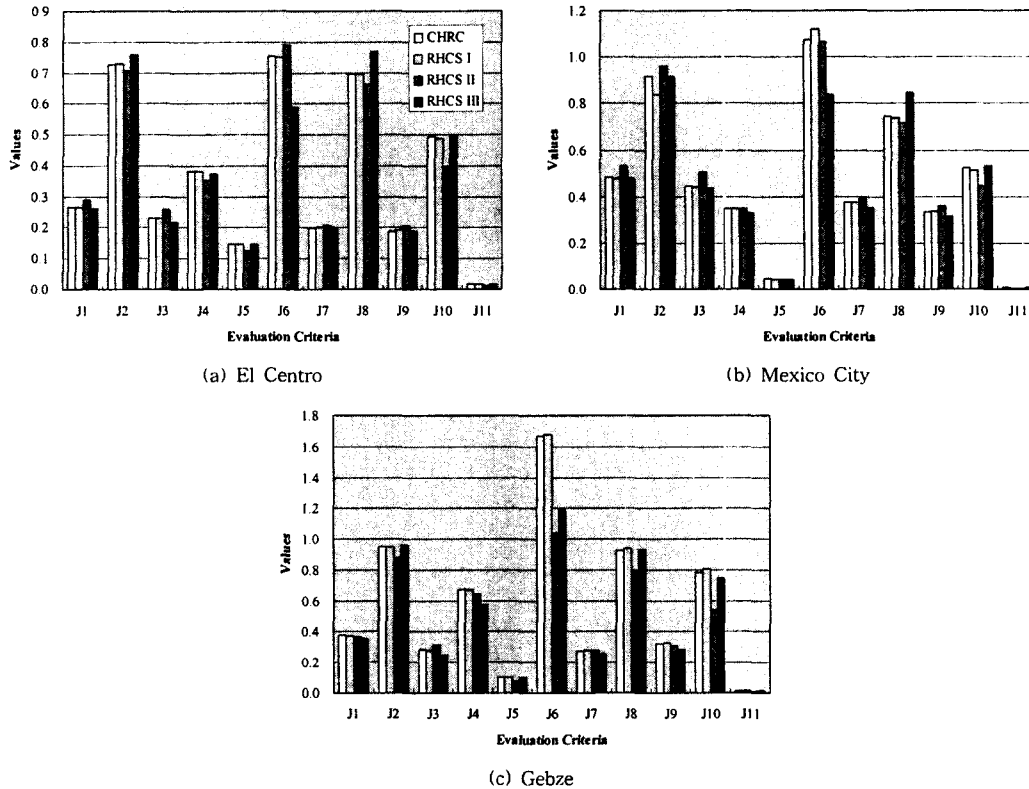 0.9
0.8
0.7
0.6
0.5
0.4
0.3
0.2
0.1
0.0
Values
CHRC
RHCS I
RHCS II
RHCS III
J1 J2 J3 J4 J5 J6 J7 J8 J9 J10 J11
Evaluation Criteria
(a) El Centro
1.2
1.0
0.8
0.6
0.4
0.2
0.0
Values
J1 J2 J3 J4 J5 J6 J7 J8 J9 J10 J11
Evaluation Criteria
(b) Mexico City
1.8
1.6
1.4
1.2
1.0
0.8
0.6
0.4
0.2
0.0
Values
J1 J2 J3 J4 J5 J6 J7 J8 J9 J10 J11
Evaluation Criteria
(c) Gebze